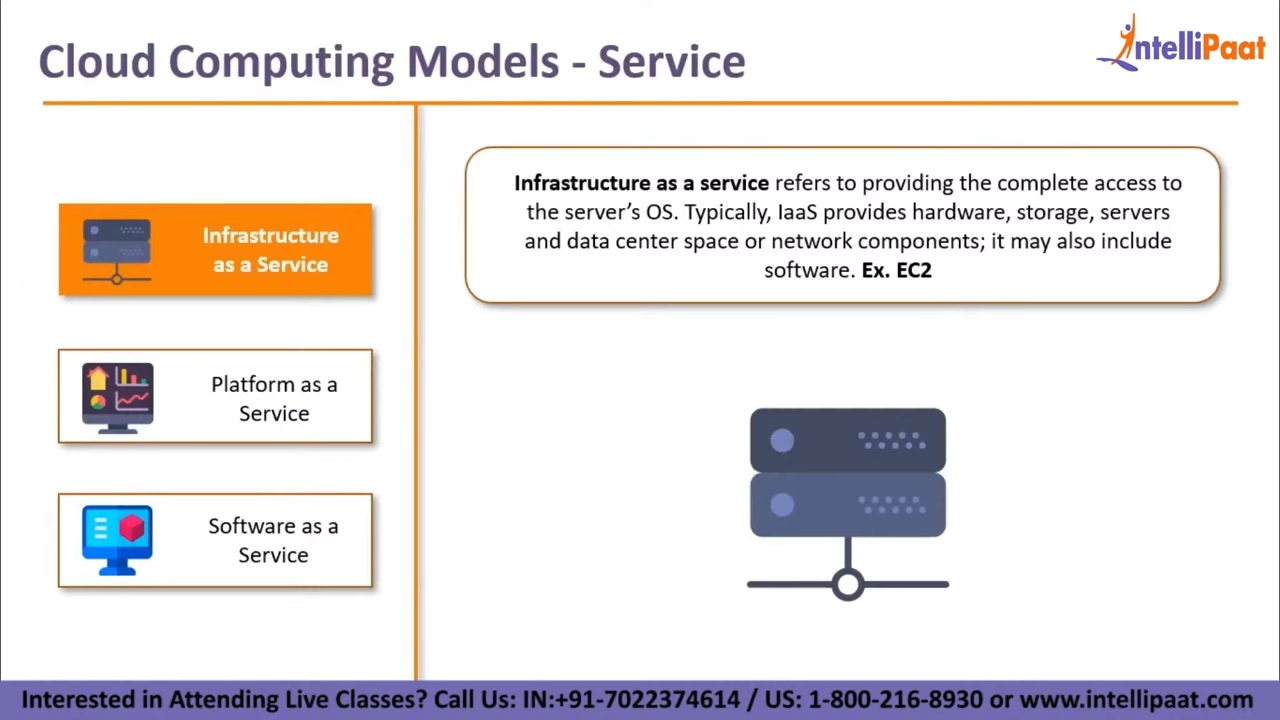 Cloud Computing Models - Service
IntelliPaat
Infrastructure
as a Service
Platform as a
Service
Software as a
Service
Infrastructure as a service refers to providing the complete access to
the server’s OS. Typically, IaaS provides hardware, storage, servers
and data center space or network components; it may also include
software. Ex. EC2
Interested in Attending Live Classes? Call Us: IN:+91-7022374614 / US: 1-800-216-8930 or www.intellipaat.com